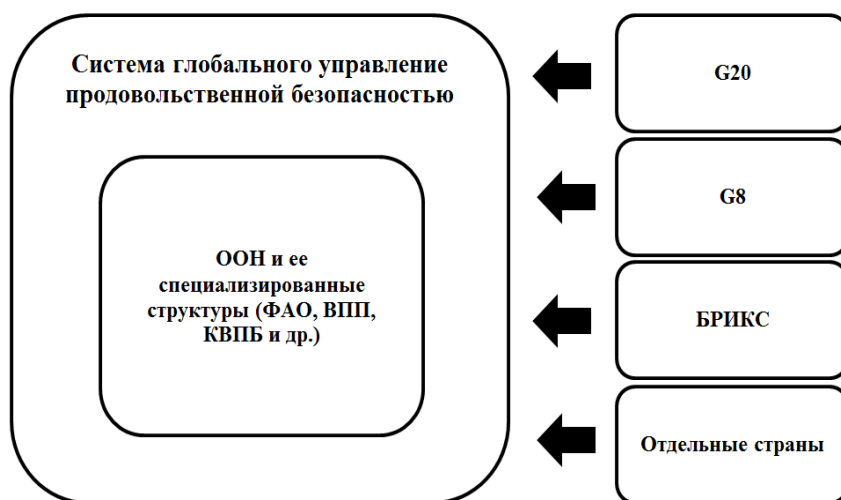 Система глобального управление
продовольственной безопасностью
ООН и ее
специализированные
структуры (ФАО, ВПП,
КВПБ и др.)
G20
G8
БРИКС
Отдельные страны